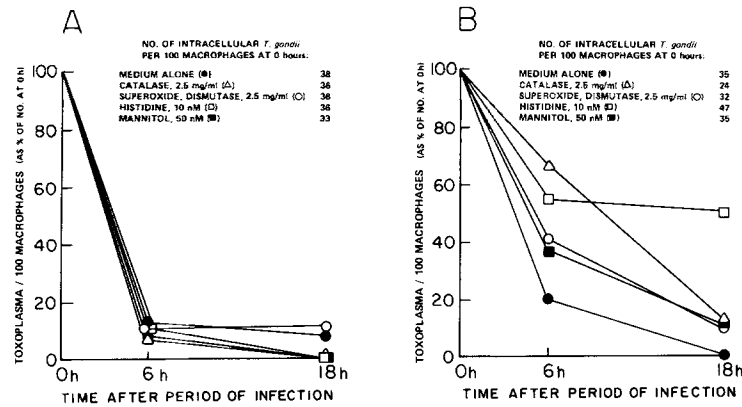 A
NO. OF INTRACELLULAR T. gondii
PER 100 MACROPHAGES AT 0 hours:
MEDIUM ALONE (●) 38
CATALASE, 2.5 mg/ml (△) 36
SUPEROXIDE, DISMUTASE, 2.5 mg/ml (○) 36
HISTIDINE, 10 nM (□) 36
MANNITOL, 50 nM (■) 33
TOXOPLASMA / 100 MACROPHAGES (AS % OF NO. AT 0h)
100
80
60
40
20
0
0h 6h 18h
TIME AFTER PERIOD OF INFECTION
B
NO. OF INTRACELLULAR T. gondii
PER 100 MACROPHAGES AT 0 hours:
MEDIUM ALONE (●) 35
CATALASE, 2.5 mg/ml (△) 24
SUPEROXIDE, DISMUTASE, 2.5 mg/ml (○) 32
HISTIDINE, 10 nM (□) 47
MANNITOL, 50 nM (■) 35
TOXOPLASMA / 100 MACROPHAGES (AS % OF NO. AT 0h)
100
80
60
40
20
0
0h 6h 18h
TIME AFTER PERIOD OF INFECTION